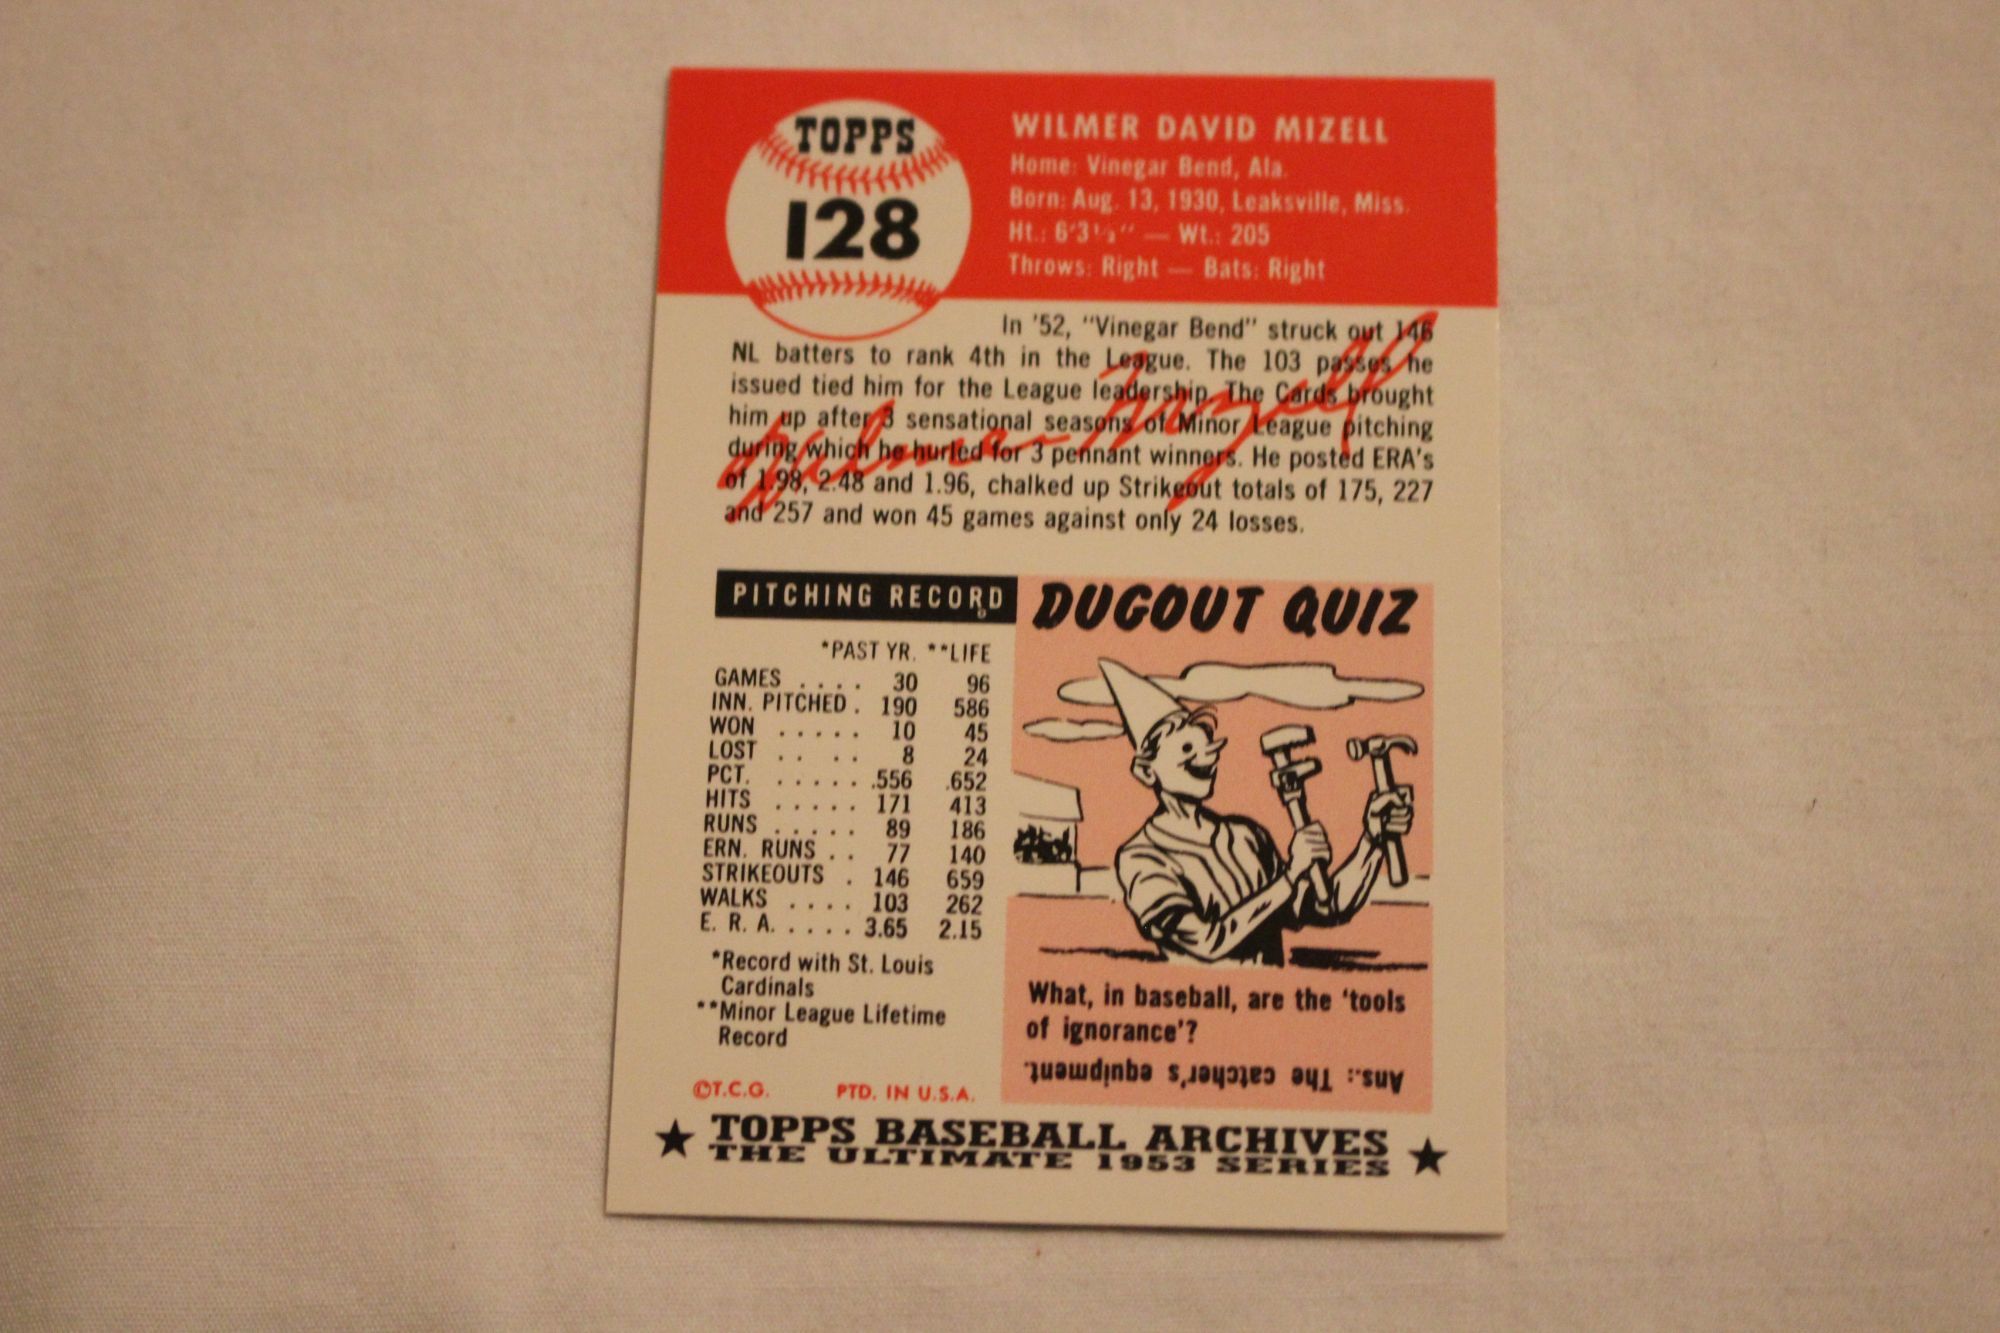 TOPPS
128
WILMER DAVID MIZELL
Home: Vinegar Bend, Ala.
Born: Aug. 13, 1930, Leaksville, Miss.
Ht.: 6'3½" — Wt.: 205
Throws: Right — Bats: Right
In '52, "Vinegar Bend" struck out 146
NL batters to rank 4th in the League. The 103 passes he
issued tied him for the League leadership. The Cards brought
him up after 3 sensational seasons of Minor League pitching
during which he hurled for 3 pennant winners. He posted ERA's
of 1.98, 2.48 and 1.96, chalked up Strikeout totals of 175, 227
and 257 and won 45 games against only 24 losses.
Wilmer Mizell
PITCHING RECORD
9
*PAST YR. **LIFE
GAMES . . . . 30 96
INN. PITCHED . 190 586
WON . . . . . 10 45
LOST . . . . 8 24
PCT. . . . . . .556 .652
HITS . . . . . 171 413
RUNS . . . . . 89 186
ERN. RUNS . . 77 140
STRIKEOUTS . 146 659
WALKS . . . . 103 262
E. R. A. . . . . 3.65 2.15
*Record with St. Louis
Cardinals
**Minor League Lifetime
Record
©T.C.G. PTD. IN U.S.A.
DUGOUT QUIZ
What, in baseball, are the 'tools
of ignorance'?
Ans.: The catcher's equipment.
★ TOPPS BASEBALL ARCHIVES ★
THE ULTIMATE 1953 SERIES